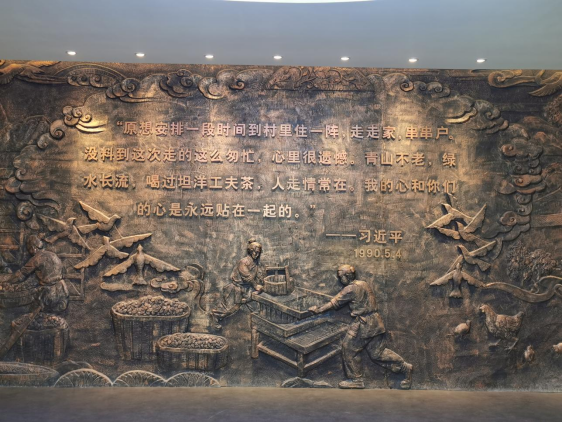 “原想安排一段时间到村里住一阵，走走家，串串户，
没料到这次走的这么匆忙，心里很遗憾。青山不老，绿
水长流，喝过坦洋工夫茶，人走情常在，我的心和你们
的心是永远贴在一起的。”
——习近平
1990.5.4